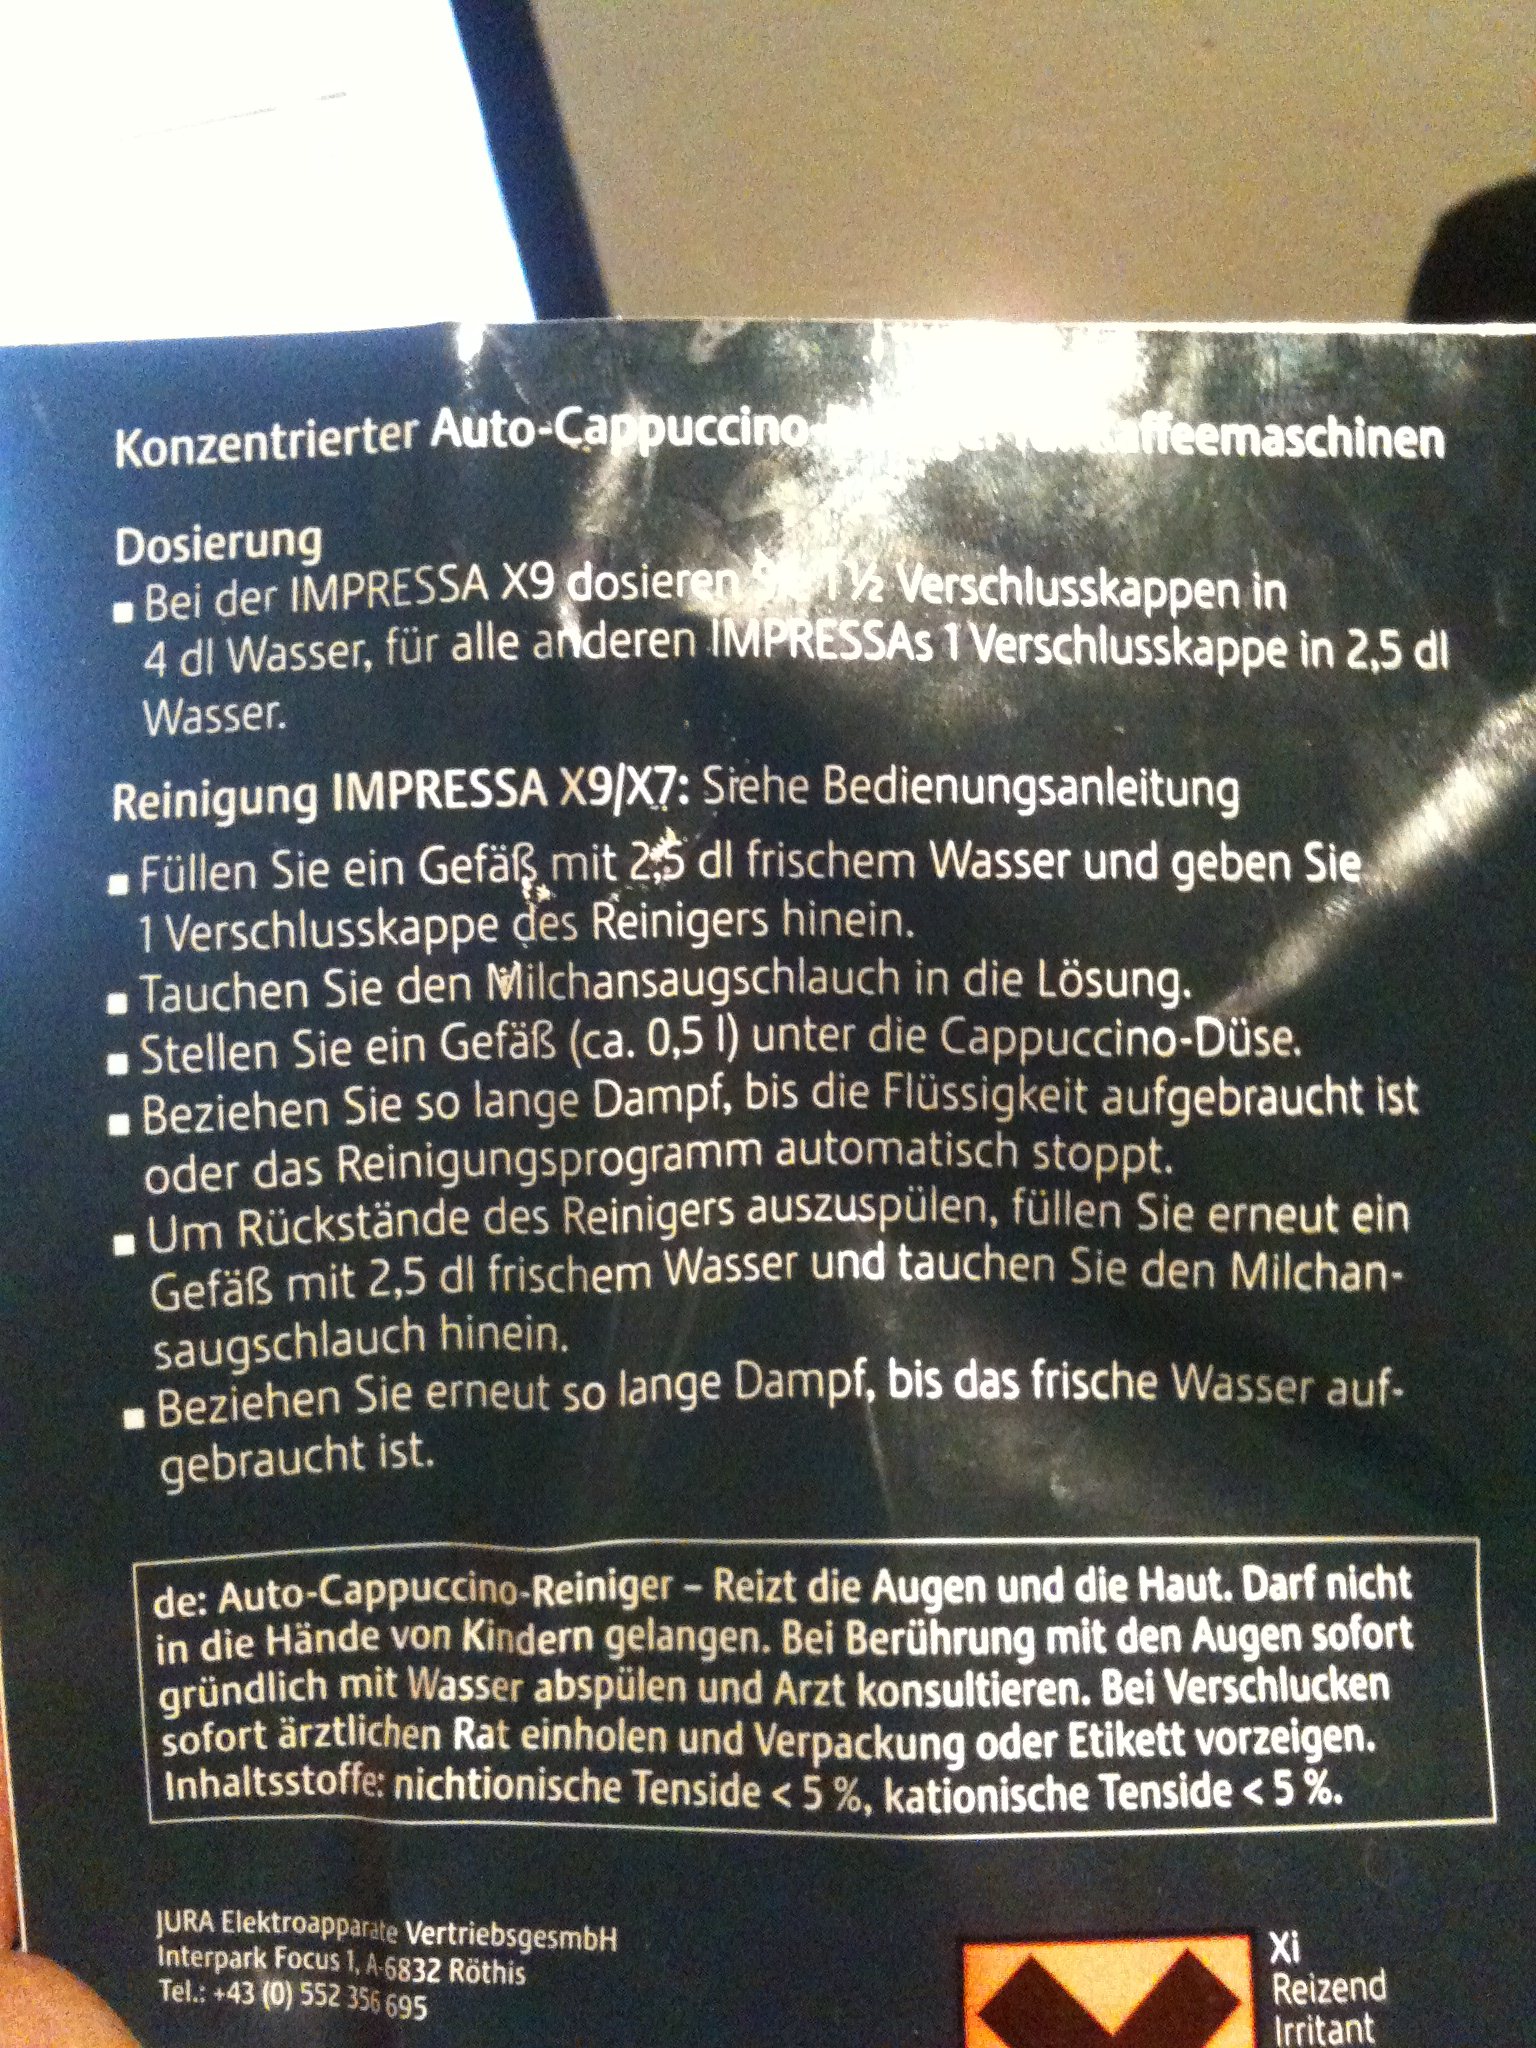 Konzentrierter Auto-Cappuccino- Kaffeemaschinen
Dosierung
■ Bei der IMPRESSA X9 dosieren Sie 1 ½ Verschlusskappen in
4 dl Wasser, für alle anderen IMPRESSAs 1 Verschlusskappe in 2,5 dl
Wasser.
Reinigung IMPRESSA X9/X7: Siehe Bedienungsanleitung
■ Füllen Sie ein Gefäß mit 2,5 dl frischem Wasser und geben Sie
1 Verschlusskappe des Reinigers hinein.
■ Tauchen Sie den Milchansaugschlauch in die Lösung.
■ Stellen Sie ein Gefäß (ca. 0,5 l) unter die Cappuccino-Düse.
■ Beziehen Sie so lange Dampf, bis die Flüssigkeit aufgebraucht ist
oder das Reinigungsprogramm automatisch stoppt.
■ Um Rückstände des Reinigers auszuspülen, füllen Sie erneut ein
Gefäß mit 2,5 dl frischem Wasser und tauchen Sie den Milchan-
saugschlauch hinein.
■ Beziehen Sie erneut so lange Dampf, bis das frische Wasser auf-
gebraucht ist.
de: Auto-Cappuccino-Reiniger – Reizt die Augen und die Haut. Darf nicht
in die Hände von Kindern gelangen. Bei Berührung mit den Augen sofort
gründlich mit Wasser abspülen und Arzt konsultieren. Bei Verschlucken
sofort ärztlichen Rat einholen und Verpackung oder Etikett vorzeigen.
Inhaltsstoffe: nichtionische Tenside < 5 %, kationische Tenside < 5 %.
JURA Elektroapparate VertriebsgesmbH
Interpark Focus 1, A-6832 Röthis
Tel.: +43 (0) 552 356 695
Xi
Reizend
Irritant